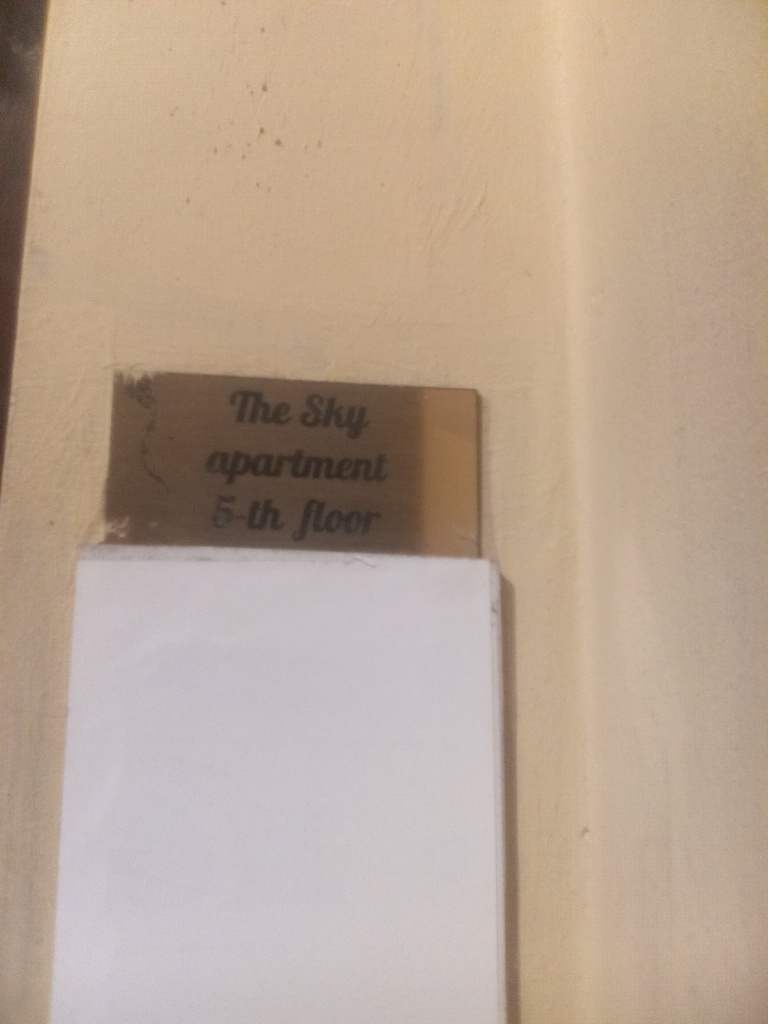 The Sky
apartment
5-th floor